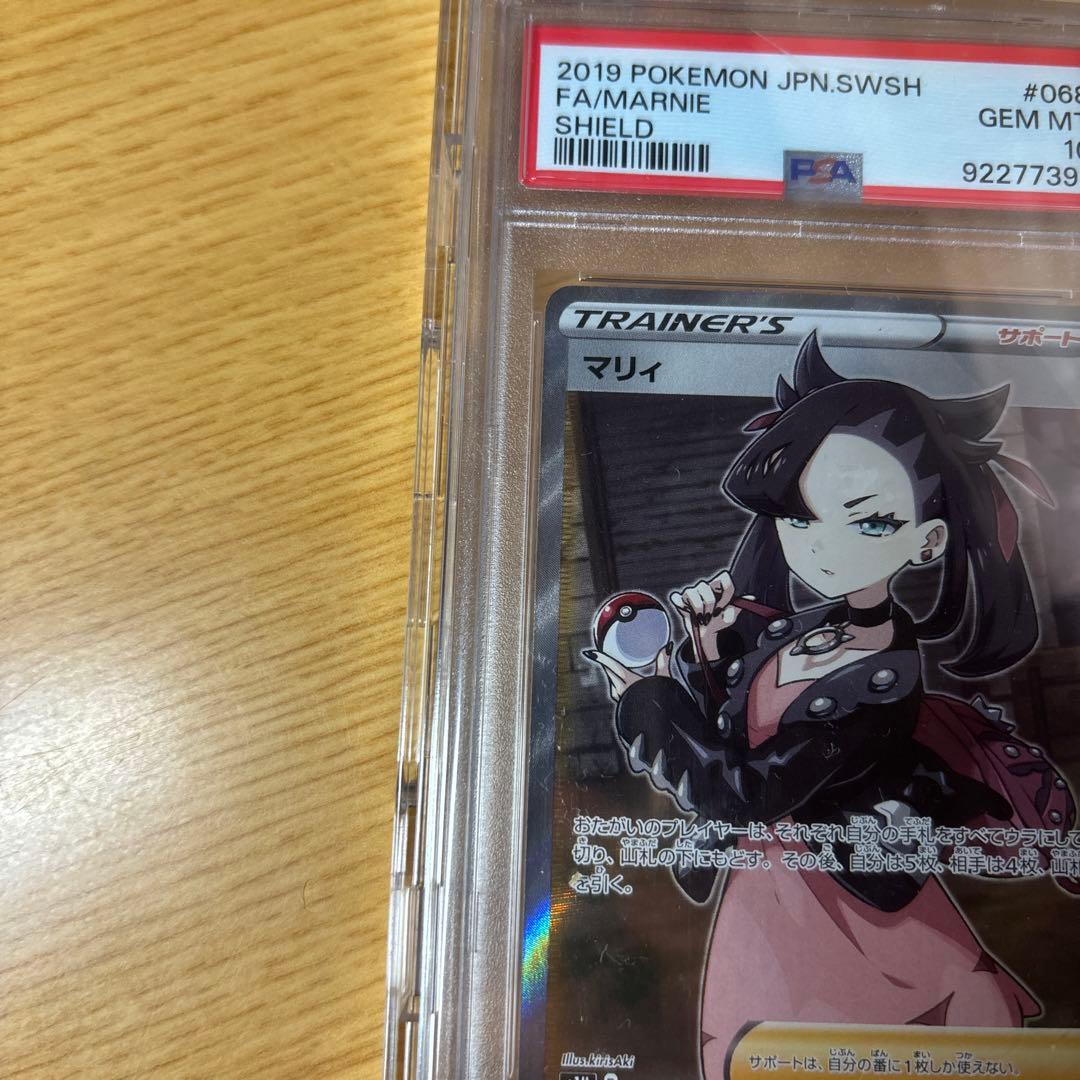 2019 POKEMON JPN.SWSH #068
FA/MARNIE GEM MT
SHIELD 10
PSA 9227739
TRAINER'S サポート
マリィ
おたがいのプレイヤーは、それぞれ自分の手札をすべてウラにして
切り、山札の下にもどす。その後、自分は5枚、相手は4枚、山札
を引く。
Illus.kirisAki
サポートは、自分の番に1枚しか使えない。